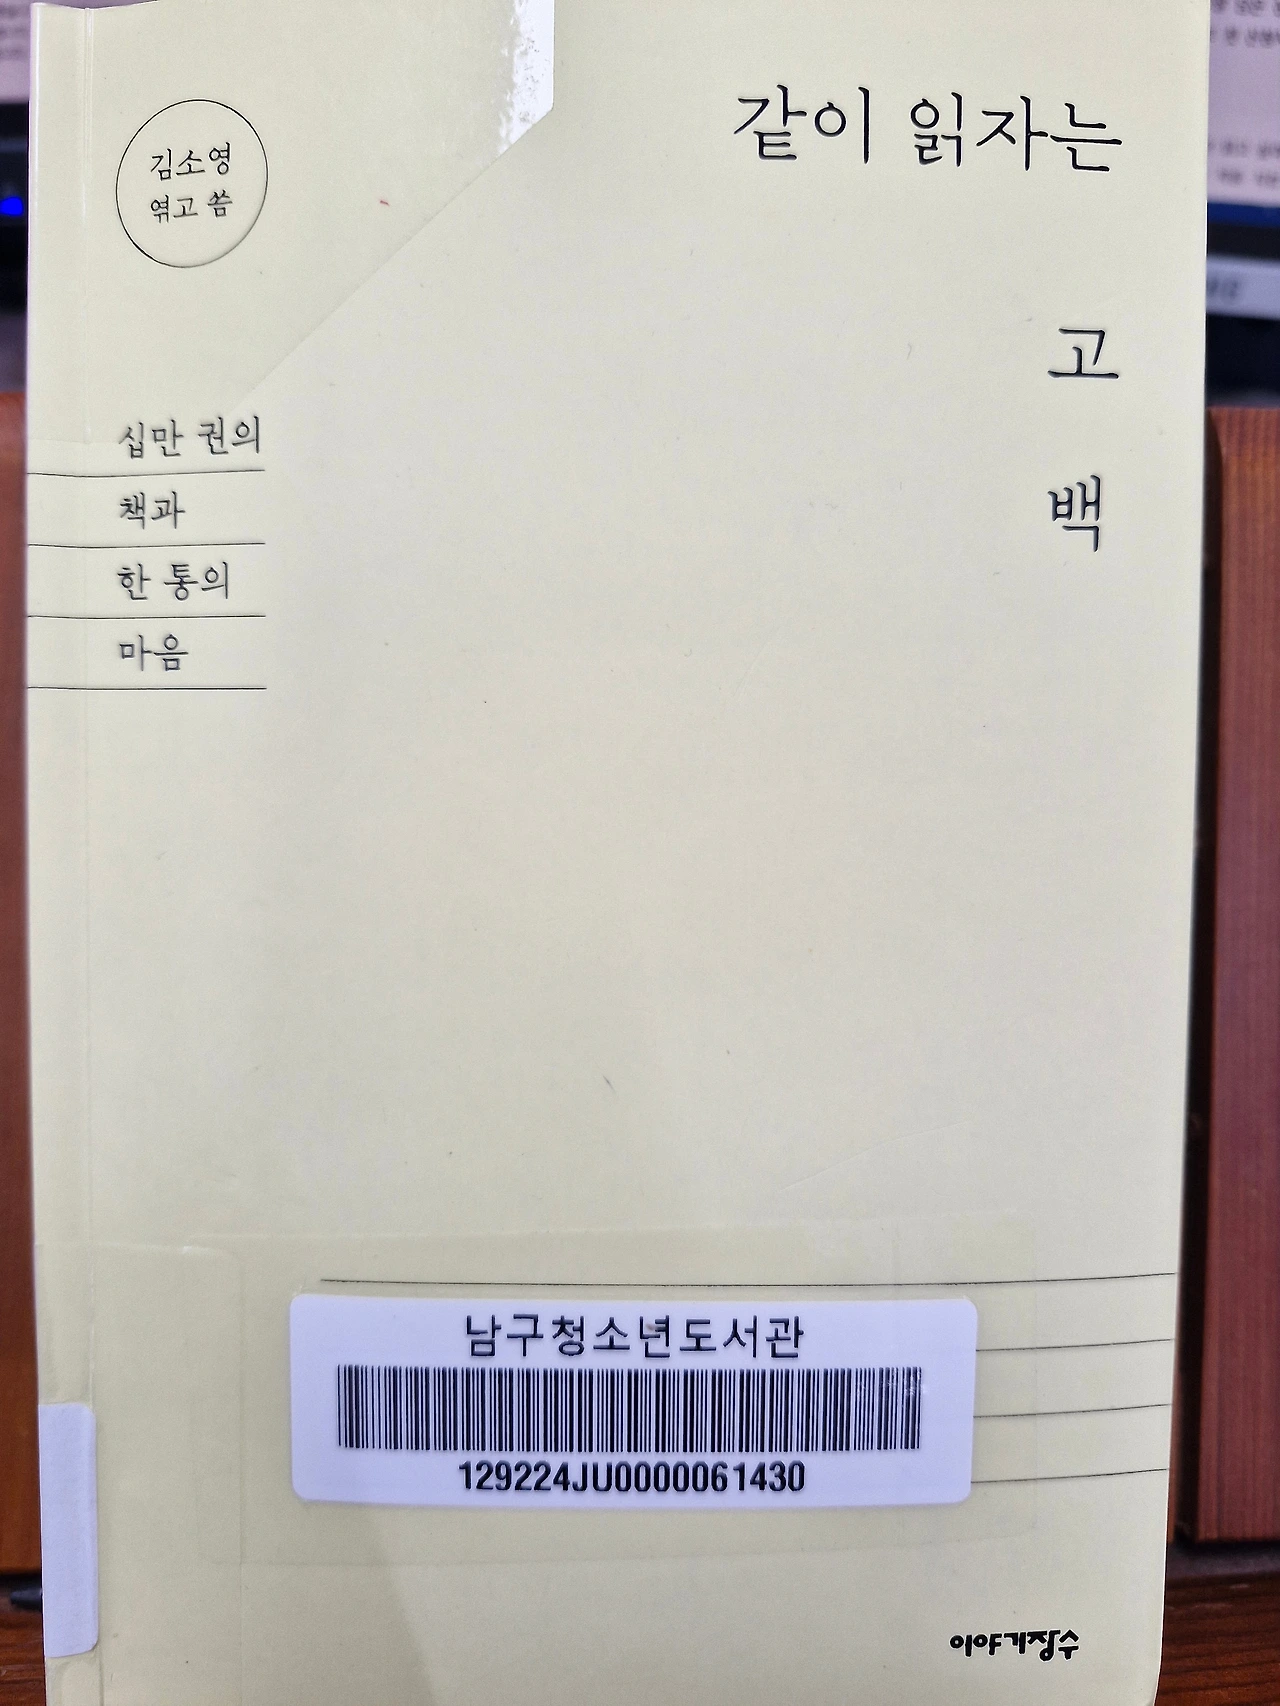 같이 읽자는
고
백
김소영
엮고 씀
십만 권의
책과
한 통의
마음
남구청소년도서관
129224JU0000061430
이야기장수